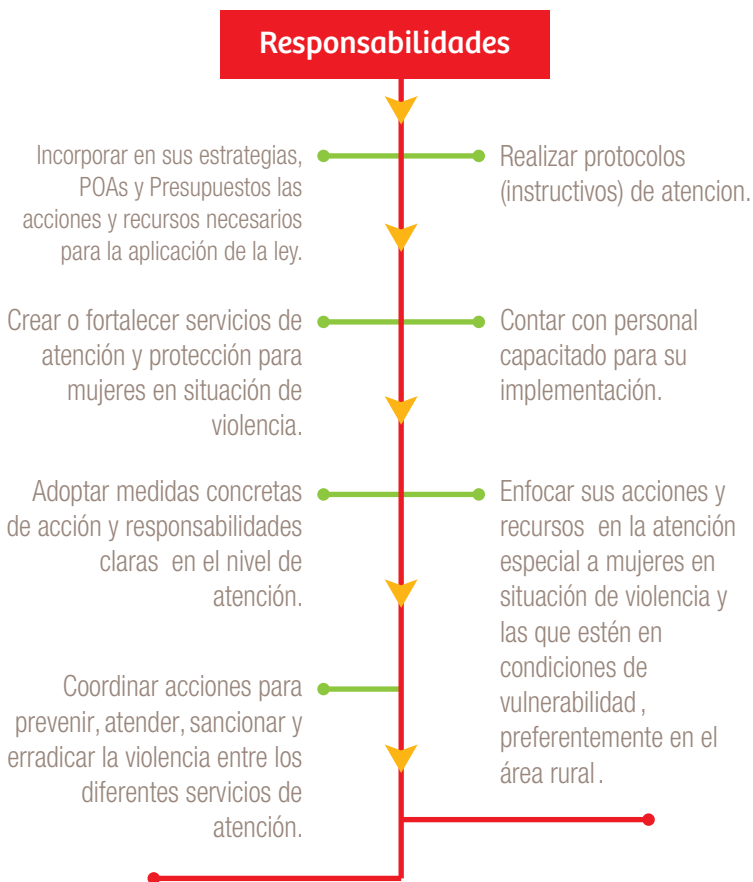 Responsabilidades
Incorporar en sus estrategias,
POAs y Presupuestos las
acciones y recursos necesarios
para la aplicación de la ley.
Realizar protocolos
(instructivos) de atencion.
Crear o fortalecer servicios de
atención y protección para
mujeres en situación de
violencia.
Contar con personal
capacitado para su
implementación.
Adoptar medidas concretas
de acción y responsabilidades
claras en el nivel de
atención.
Enfocar sus acciones y
recursos en la atención
especial a mujeres en
situación de violencia y
las que estén en
condiciones de
vulnerabilidad,
preferentemente en el
área rural.
Coordinar acciones para
prevenir, atender, sancionar y
erradicar la violencia entre los
diferentes servicios de
atención.